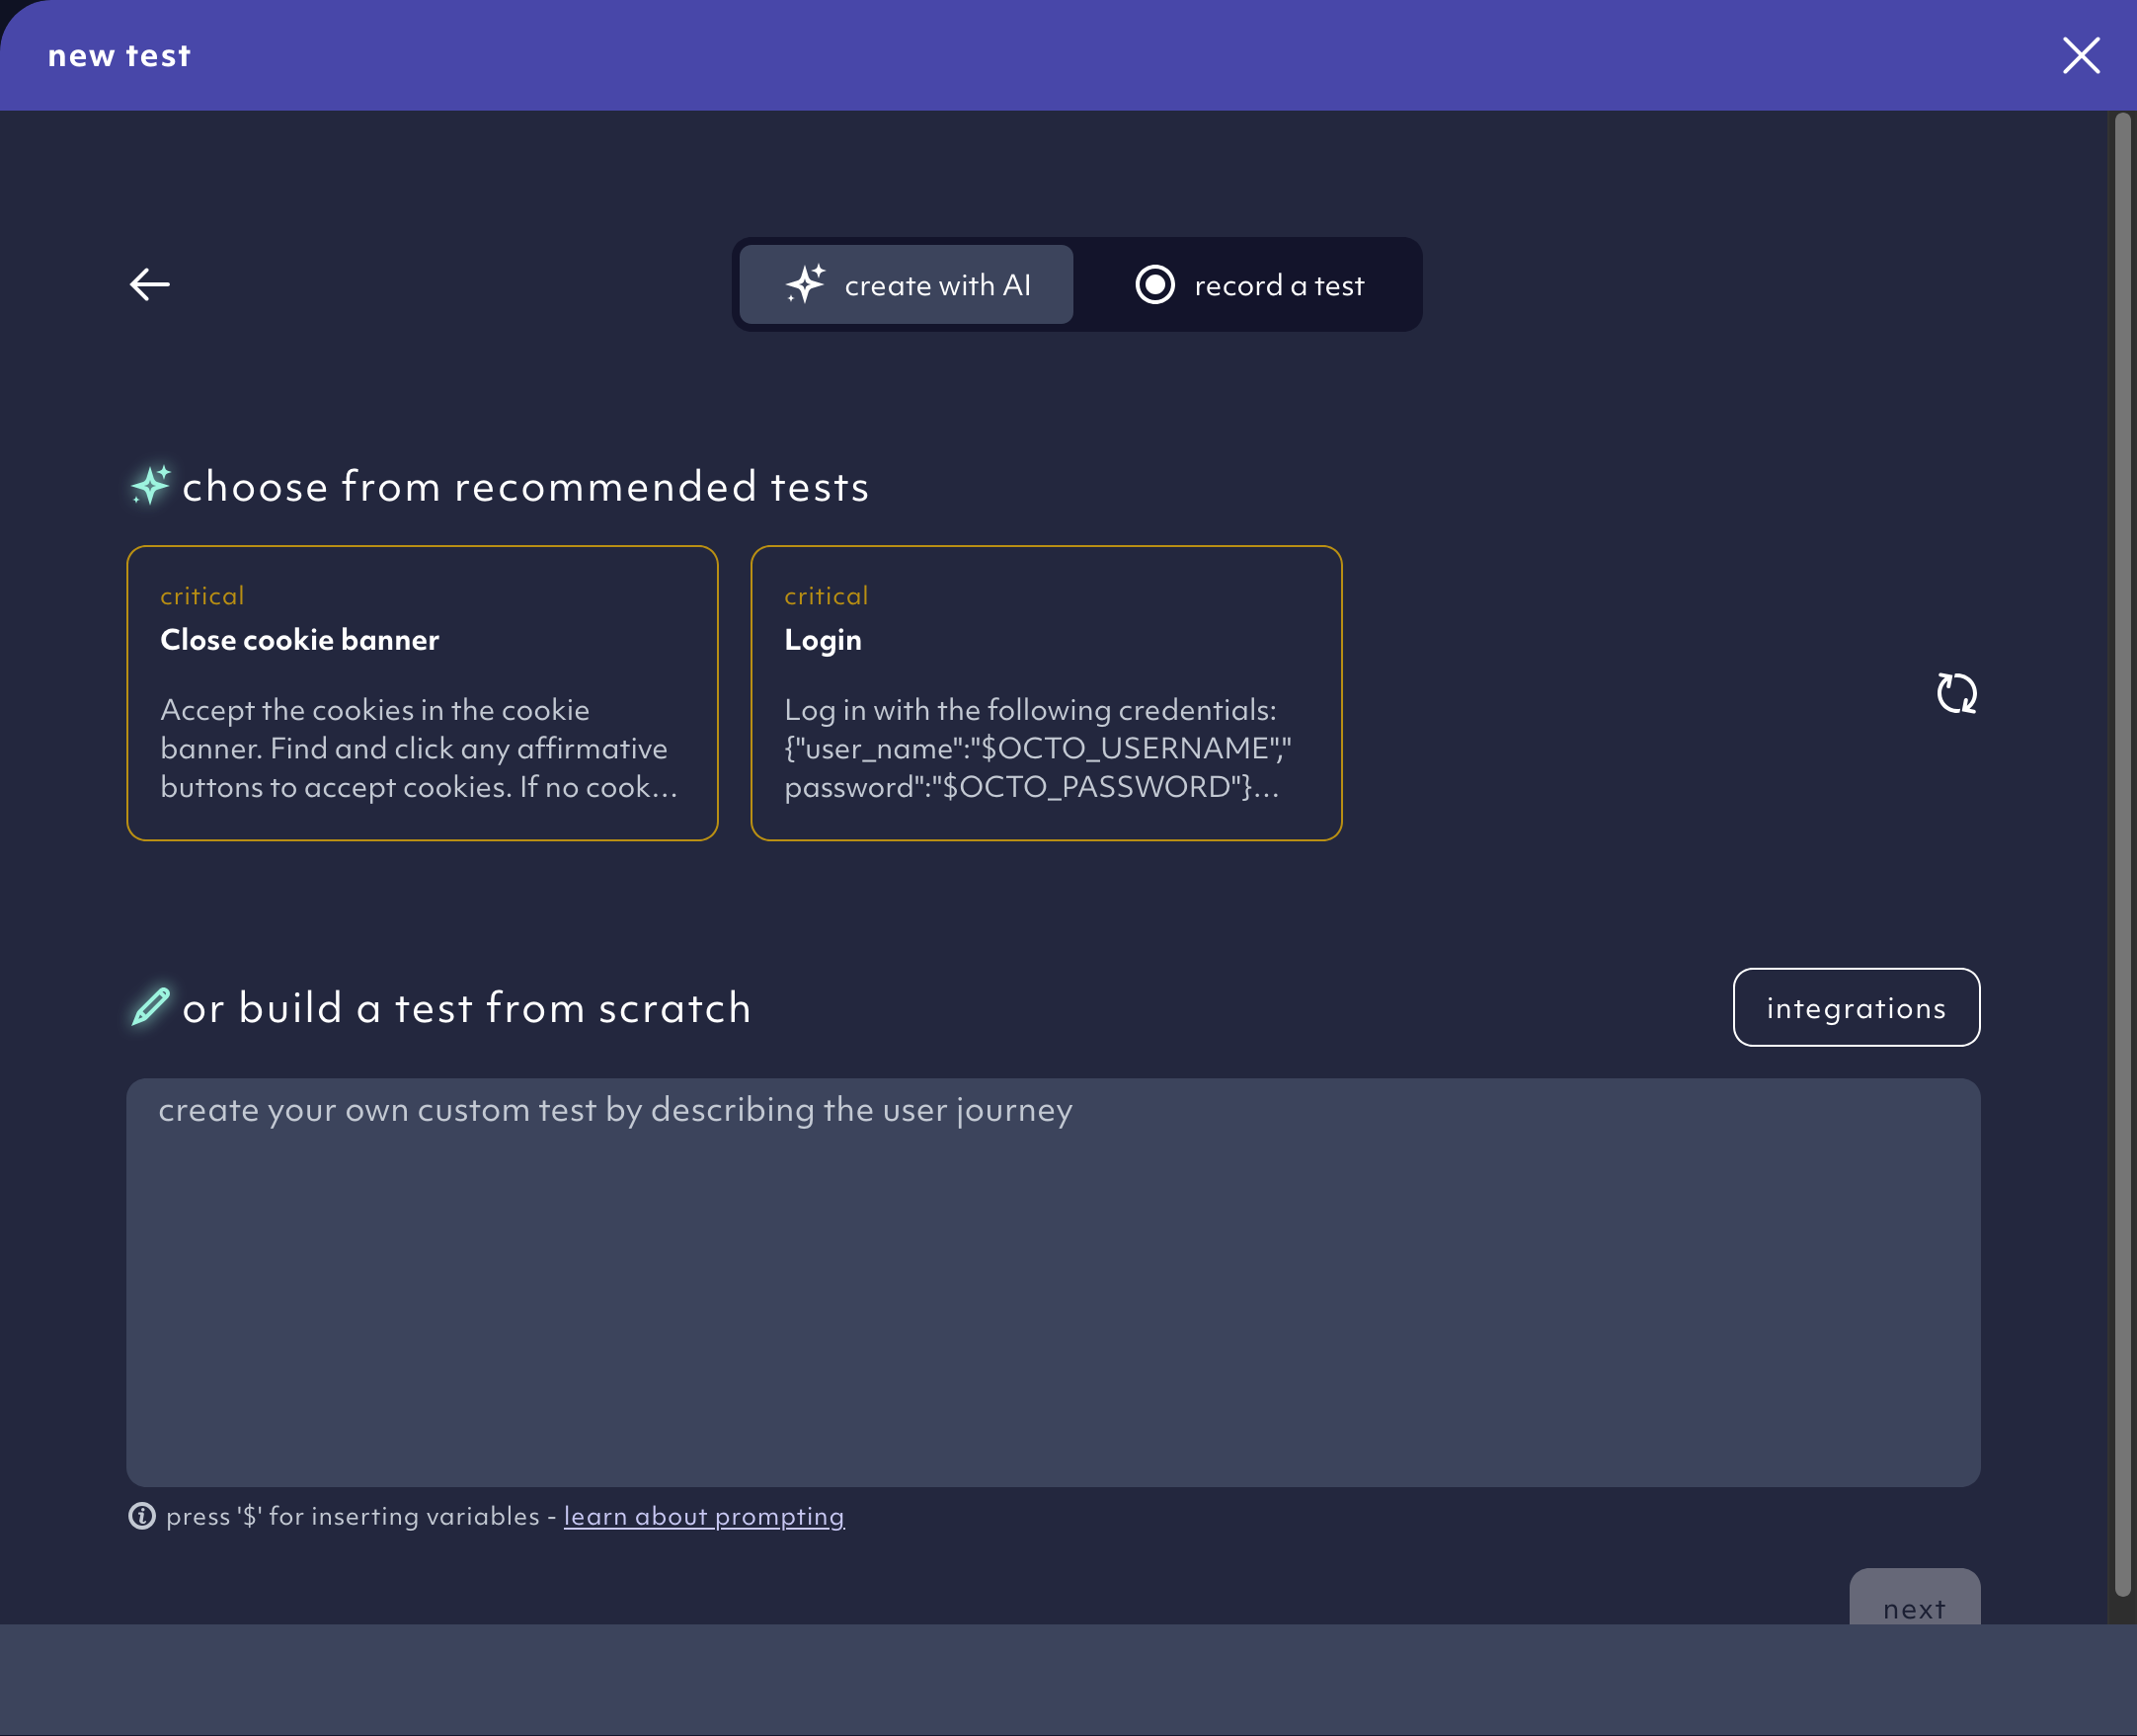 new test
create with AI
record a test
choose from recommended tests
critical
Close cookie banner
Accept the cookies in the cookie
banner. Find and click any affirmative
buttons to accept cookies. If no cook...
critical
Login
Log in with the following credentials:
{"user_name":"$OCTO_USERNAME","
password":"$OCTO_PASSWORD"}...
or build a test from scratch
integrations
create your own custom test by describing the user journey
press '$' for inserting variables - learn about prompting
next